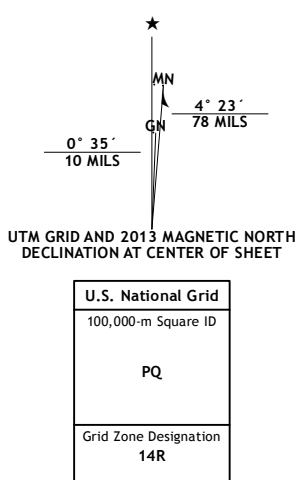 ★
MN
GN
4° 23´
78 MILS
0° 35´
10 MILS
UTM GRID AND 2013 MAGNETIC NORTH
DECLINATION AT CENTER OF SHEET
U.S. National Grid
100,000-m Square ID
PQ
Grid Zone Designation
14R